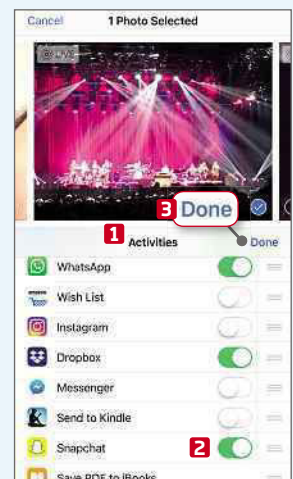 Cancel 1 Photo Selected
LIVE
3 Done
1 Activities Done
WhatsApp
Wish List
Instagram
Dropbox
Messenger
Send to Kindle
Snapchat 2
Save PDF to iBooks